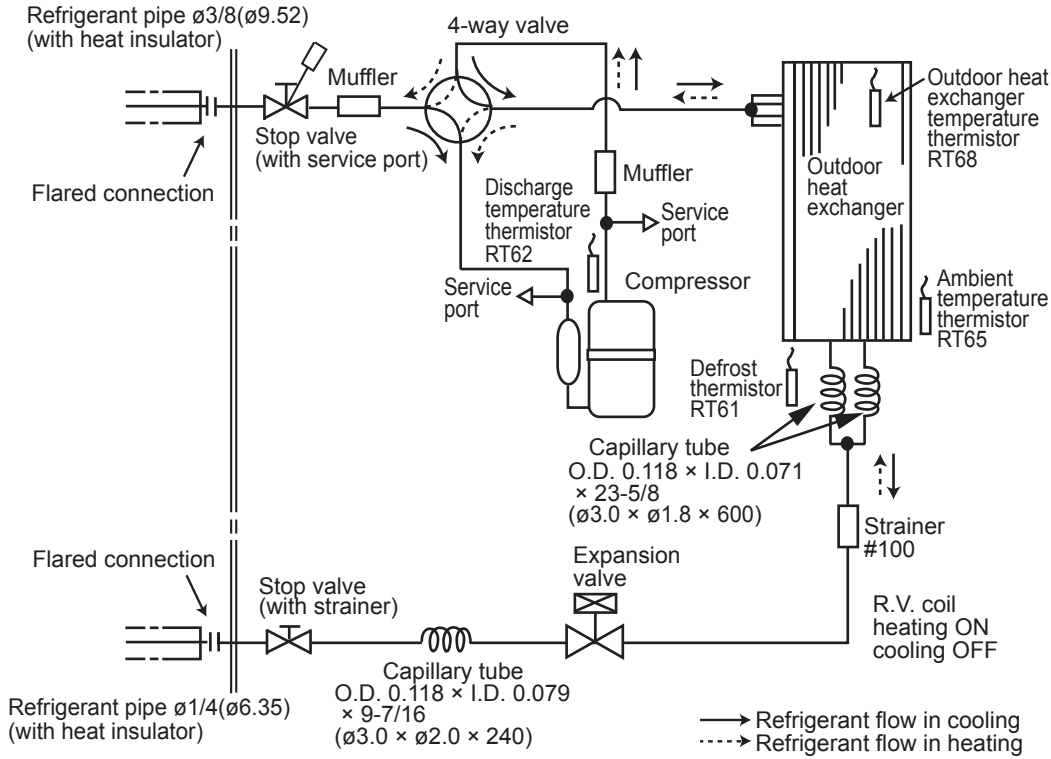 Refrigerant pipe ø3/8(ø9.52)
(with heat insulator)
4-way valve
Muffler
Stop valve
(with service port)
Flared connection
Outdoor heat
exchanger
temperature
thermistor
RT68
Outdoor
heat
exchanger
Muffler
Discharge
temperature
thermistor
RT62
Service
port
Compressor
Service
port
Ambient
temperature
thermistor
RT65
Defrost
thermistor
RT61
Capillary tube
O.D. 0.118 × I.D. 0.071
× 23-5/8
(ø3.0 × ø1.8 × 600)
Strainer
#100
Flared connection
Stop valve
(with strainer)
Expansion
valve
R.V. coil
heating ON
cooling OFF
Capillary tube
O.D. 0.118 × I.D. 0.079
× 9-7/16
(ø3.0 × ø2.0 × 240)
Refrigerant pipe ø1/4(ø6.35)
(with heat insulator)
Refrigerant flow in cooling
Refrigerant flow in heating